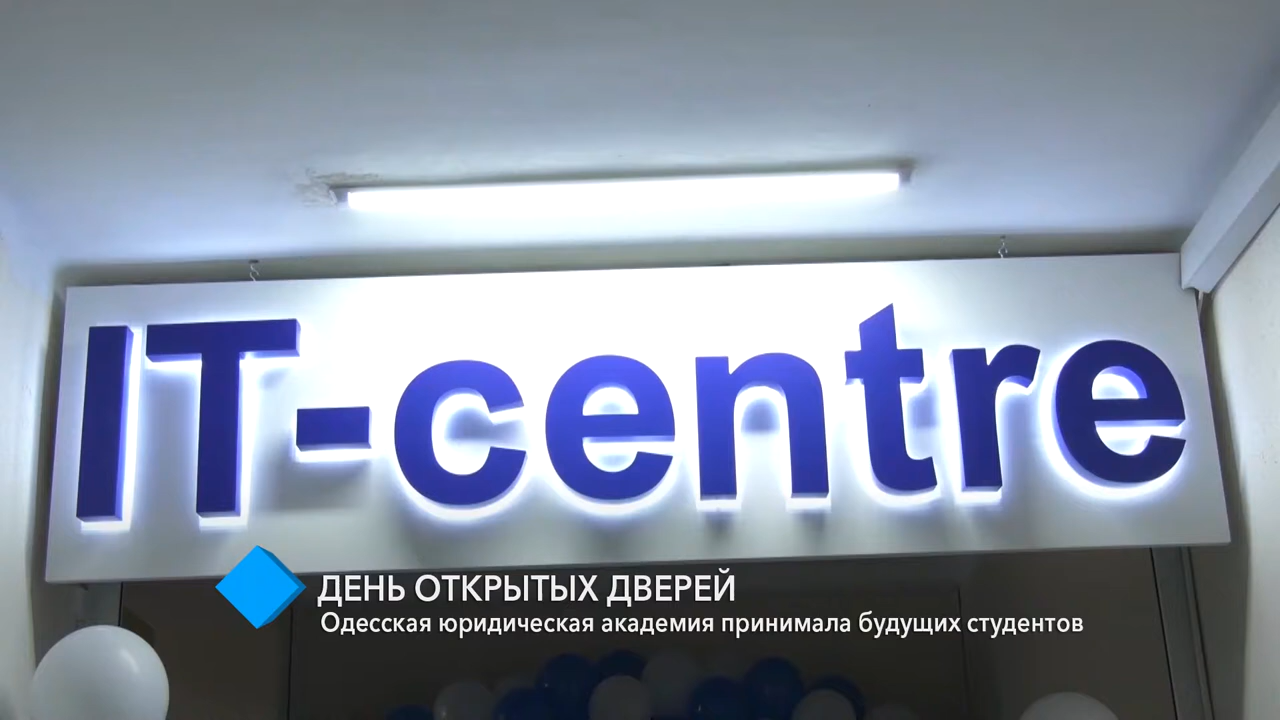 IT-centre
ДЕНЬ ОТКРЫТЫХ ДВЕРЕЙ
Одесская юридическая академия принимала будущих студентов